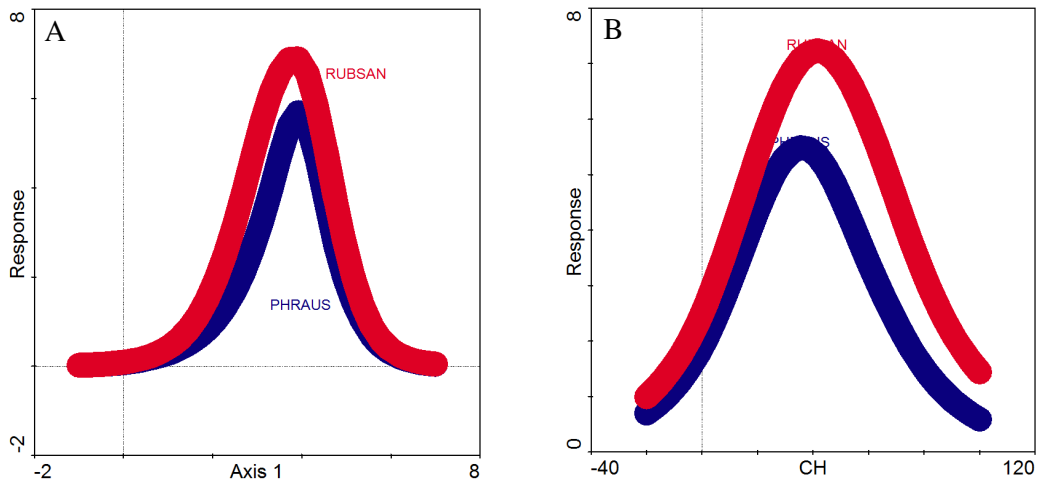 8
A
RUBSAN
Response
PHRAUS
-2
-2
Axis 1
8
8
B
RUBSAN
PHRAUS
Response
0
-40
CH
120